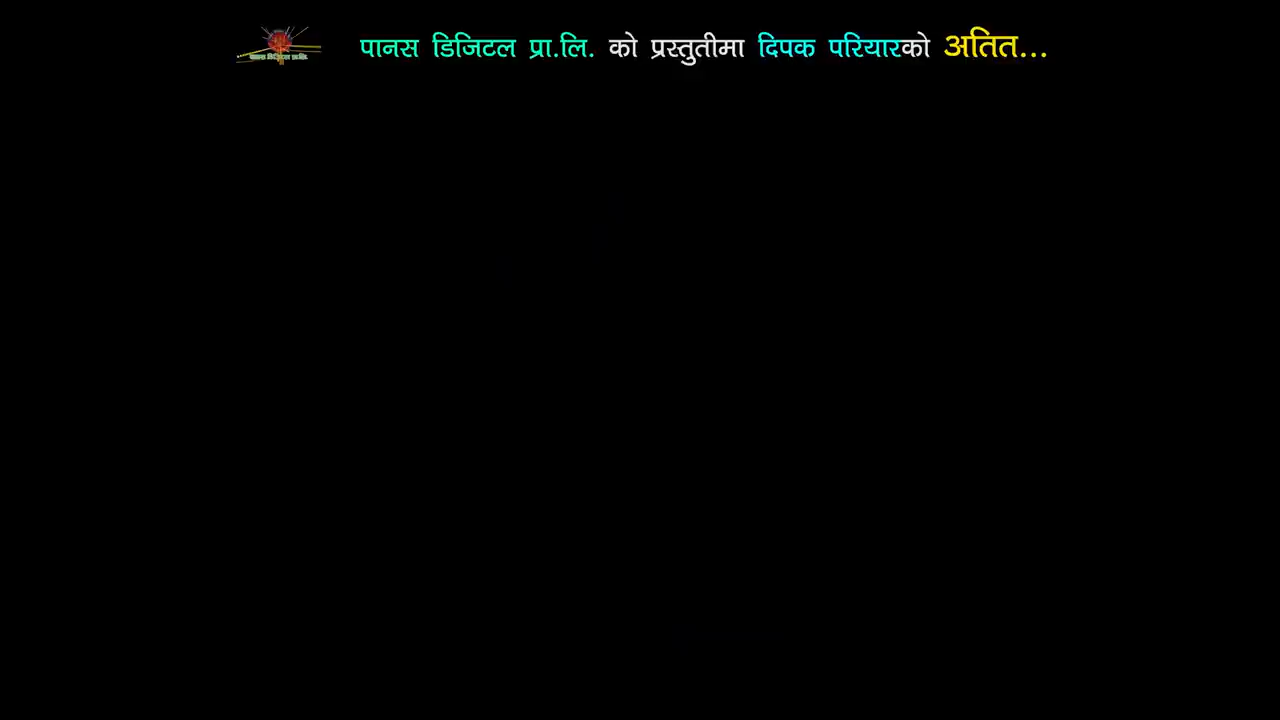 पानस डिजिटल प्रा.लि. को प्रस्तुतीमा दिपक परियारको अतित...